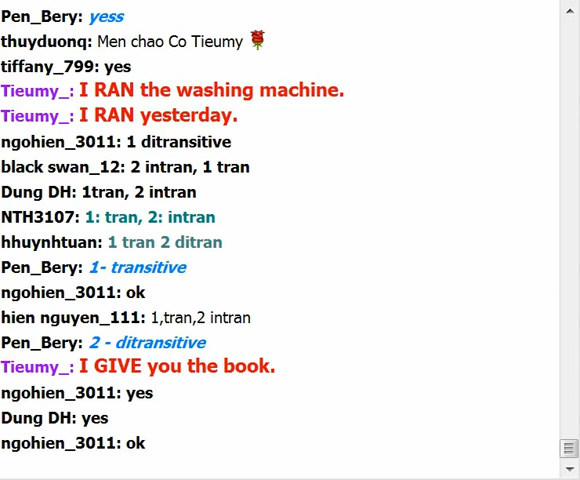 Pen_Bery: yess
thuyduonq: Men chao Co Tieumy
tiffany_799: yes
Tieumy_: I RAN the washing machine.
Tieumy_: I RAN yesterday.
ngohien_3011: 1 ditransitive
black swan_12: 2 intran, 1 tran
Dung DH: 1tran, 2 intran
NTH3107: 1: tran, 2: intran
hhuynhtuan: 1 tran 2 ditran
Pen_Bery: 1- transitive
ngohien_3011: ok
hien nguyen_111: 1,tran,2 intran
Pen_Bery: 2 - ditransitive
Tieumy_: I GIVE you the book.
ngohien_3011: yes
Dung DH: yes
ngohien_3011: ok